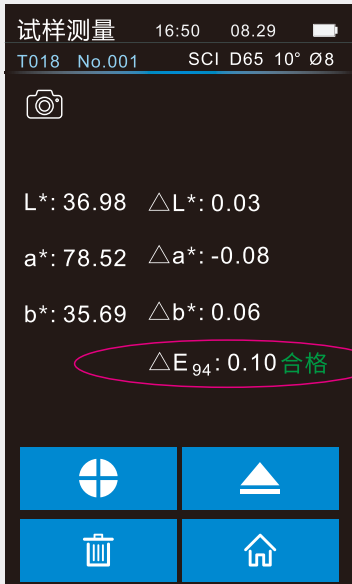 试样测量 16:50 08.29
T018 No.001 SCI D65 10° Ø8
L*: 36.98 △L*: 0.03
a*: 78.52 △a*: -0.08
b*: 35.69 △b*: 0.06
△E94: 0.10 合格